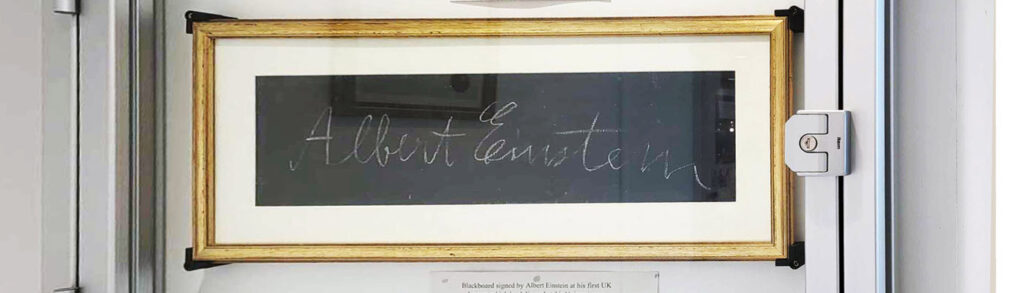 Albert Einstein
Blackboard signed by Albert Einstein at his first UK